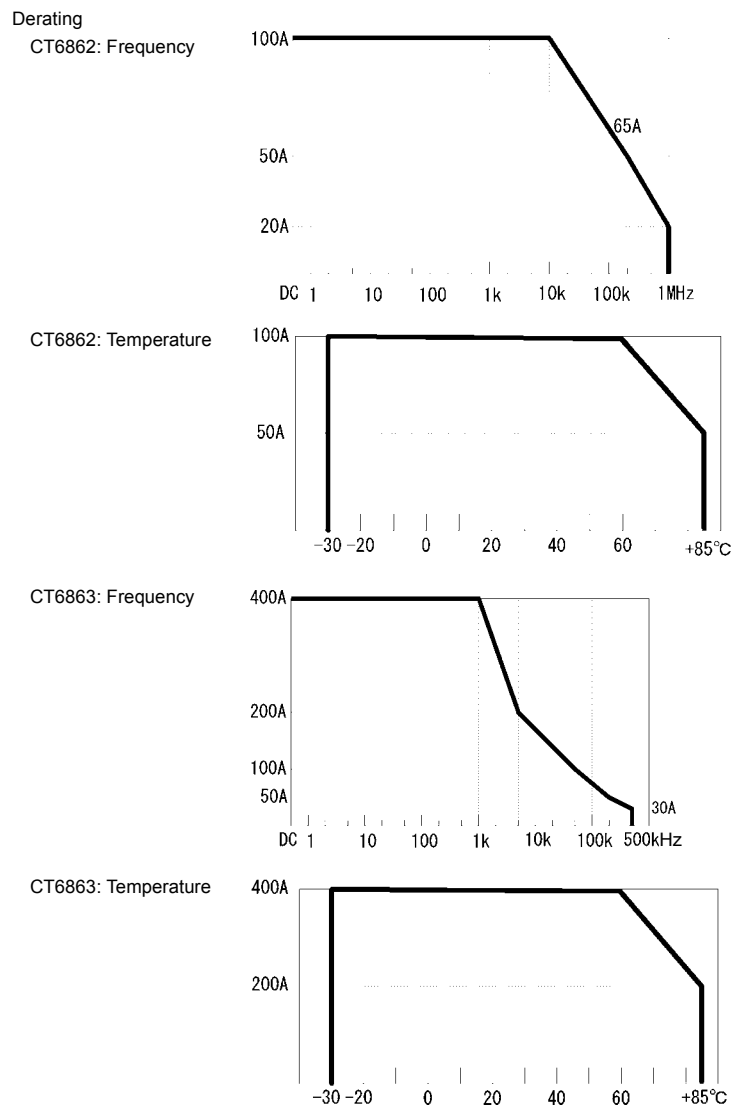 Derating
CT6862: Frequency
100A
65A
50A
20A
DC 1 10 100 1k 10k 100k 1MHz
CT6862: Temperature
100A
50A
-30 -20 0 20 40 60 +85℃
CT6863: Frequency
400A
200A
100A
50A
30A
DC 1 10 100 1k 10k 100k 500kHz
CT6863: Temperature
400A
200A
-30 -20 0 20 40 60 +85℃